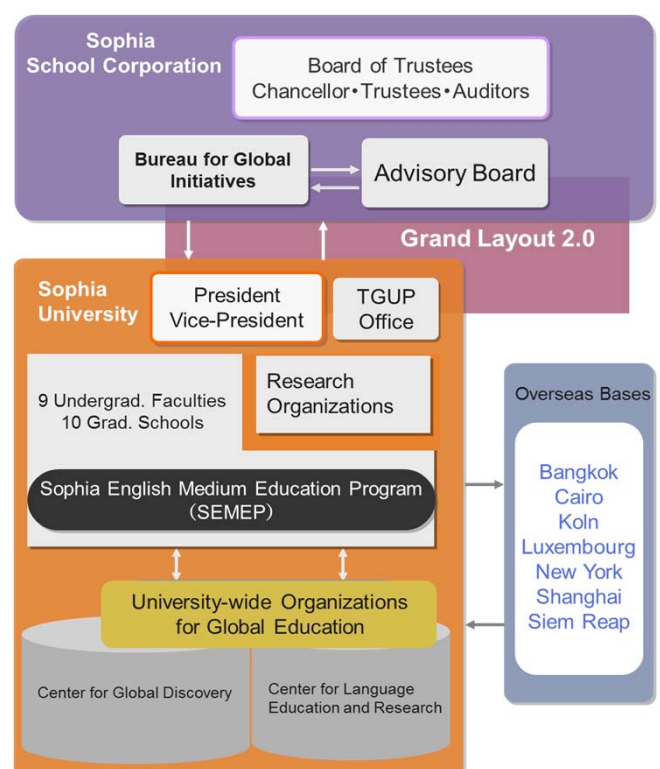 Sophia
School Corporation
Board of Trustees
Chancellor・Trustees・Auditors
Bureau for Global
Initiatives
Advisory Board
Grand Layout 2.0
Sophia
University
President
Vice-President
TGUP
Office
9 Undergrad. Faculties
10 Grad. Schools
Research
Organizations
Sophia English Medium Education Program
(SEMEP)
University-wide Organizations
for Global Education
Center for Global Discovery
Center for Language
Education and Research
Overseas Bases
Bangkok
Cairo
Koln
Luxembourg
New York
Shanghai
Siem Reap